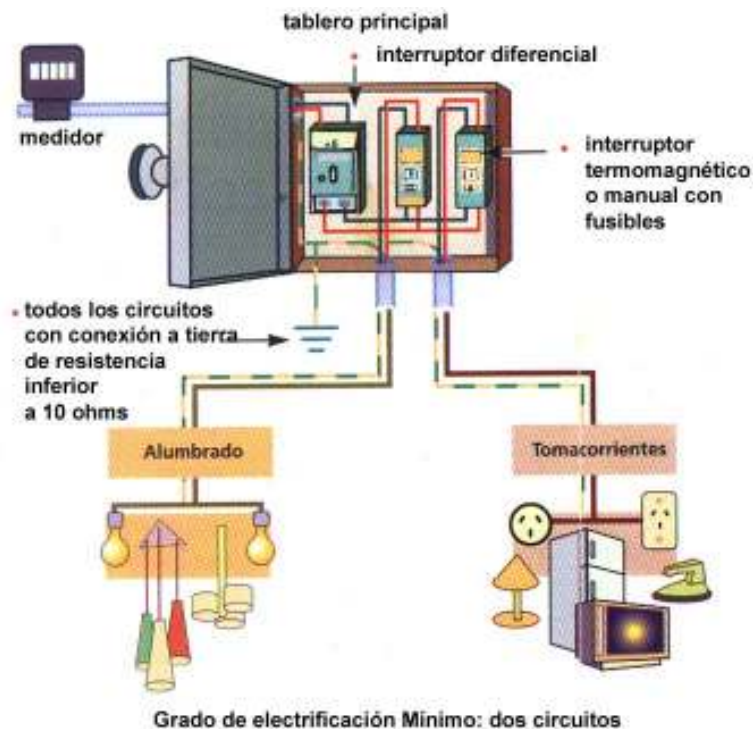 tablero principal
• interruptor diferencial
medidor
• interruptor
termomagnético
o manual con
fusibles
• todos los circuitos
con conexión a tierra
de resistencia
inferior
a 10 ohms
Alumbrado
Tomacorrientes
Grado de electrificación Mínimo: dos circuitos